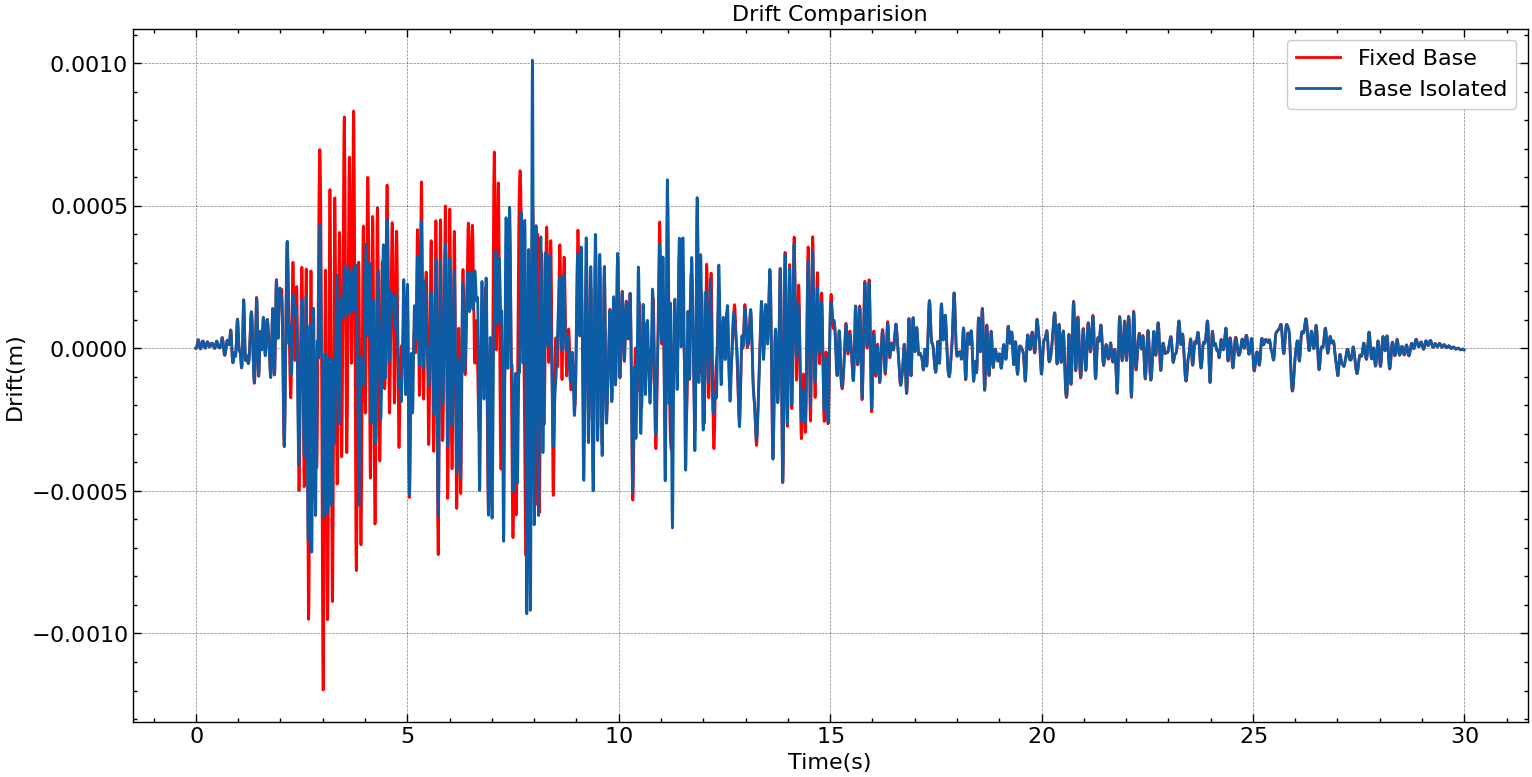 Drift Comparision
Fixed Base
Base Isolated
0.0010
0.0005
0.0000
−0.0005
−0.0010
Drift(m)
0 5 10 15 20 25 30
Time(s)